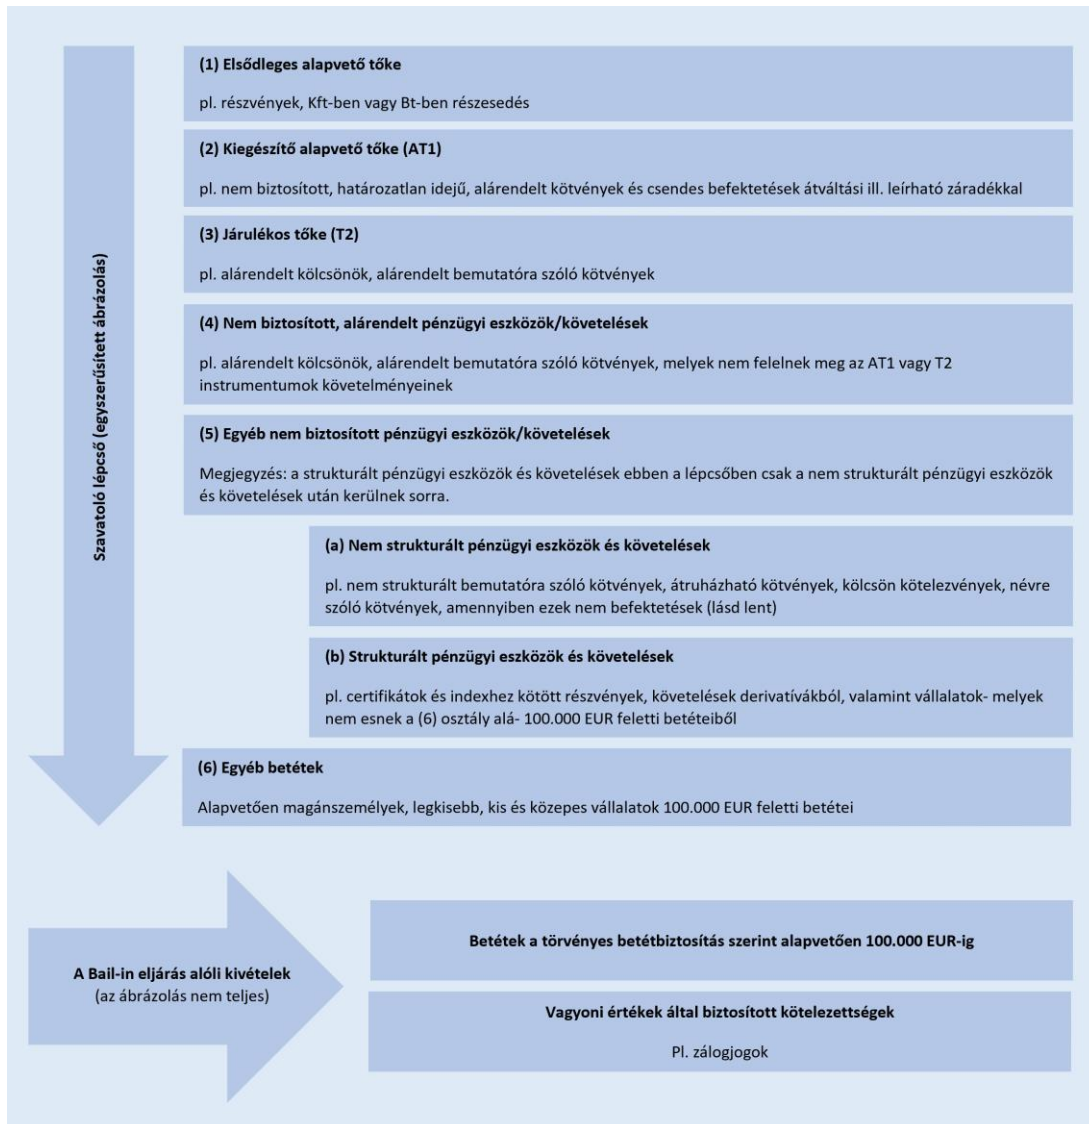 Szavatoló lépcső (egyszerűsített ábrázolás)
(1) Elsődleges alapvető tőke
pl. részvények, Kft-ben vagy Bt-ben részesedés
(2) Kiegészítő alapvető tőke (AT1)
pl. nem biztosított, határozatlan idejű, alárendelt kötvények és csendes befektetések átváltási ill. leírható záradékkal
(3) Járulékos tőke (T2)
pl. alárendelt kölcsönök, alárendelt bemutatóra szóló kötvények
(4) Nem biztosított, alárendelt pénzügyi eszközök/követelések
pl. alárendelt kölcsönök, alárendelt bemutatóra szóló kötvények, melyek nem felelnek meg az AT1 vagy T2
instrumentumok követelményeinek
(5) Egyéb nem biztosított pénzügyi eszközök/követelések
Megjegyzés: a strukturált pénzügyi eszközök és követelések ebben a lépcsőben csak a nem strukturált pénzügyi eszközök
és követelések után kerülnek sorra.
(a) Nem strukturált pénzügyi eszközök és követelések
pl. nem strukturált bemutatóra szóló kötvények, átruházható kötvények, kölcsön kötelezvények, névre
szóló kötvények, amennyiben ezek nem befektetések (lásd lent)
(b) Strukturált pénzügyi eszközök és követelések
pl. certifikátok és indexhez kötött részvények, követelések derivatívákból, valamint vállalatok- melyek
nem esnek a (6) osztály alá- 100.000 EUR feletti betéteiből
(6) Egyéb betétek
Alapvetően magánszemélyek, legkisebb, kis és közepes vállalatok 100.000 EUR feletti betétei
A Bail-in eljárás alóli kivételek
(az ábrázolás nem teljes)
Betétek a törvényes betétbiztosítás szerint alapvetően 100.000 EUR-ig
Vagyoni értékek által biztosított kötelezettségek
Pl. zálogjogok